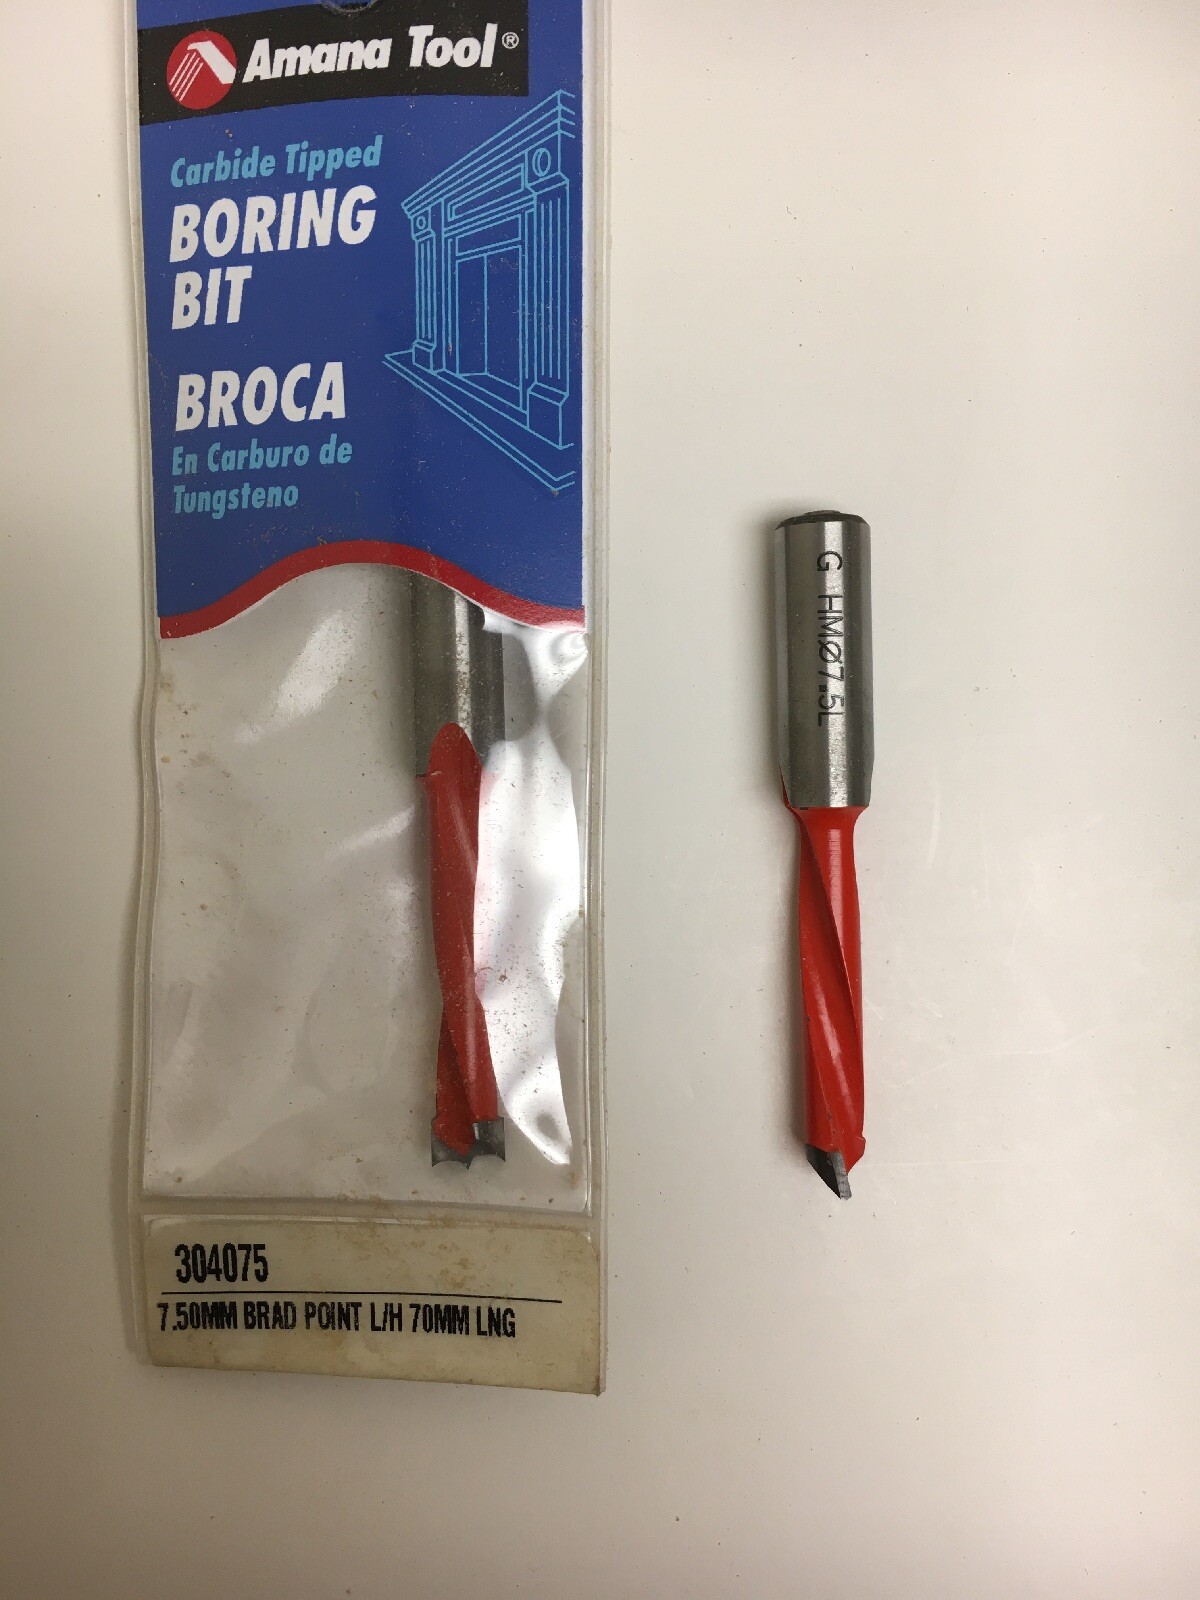 Amana Tool®
Carbide Tipped
BORING
BIT
BROCA
En Carburo de
Tungsteno
304075
7.50MM BRAD POINT L/H 70MM LNG
G HMØ7.5L